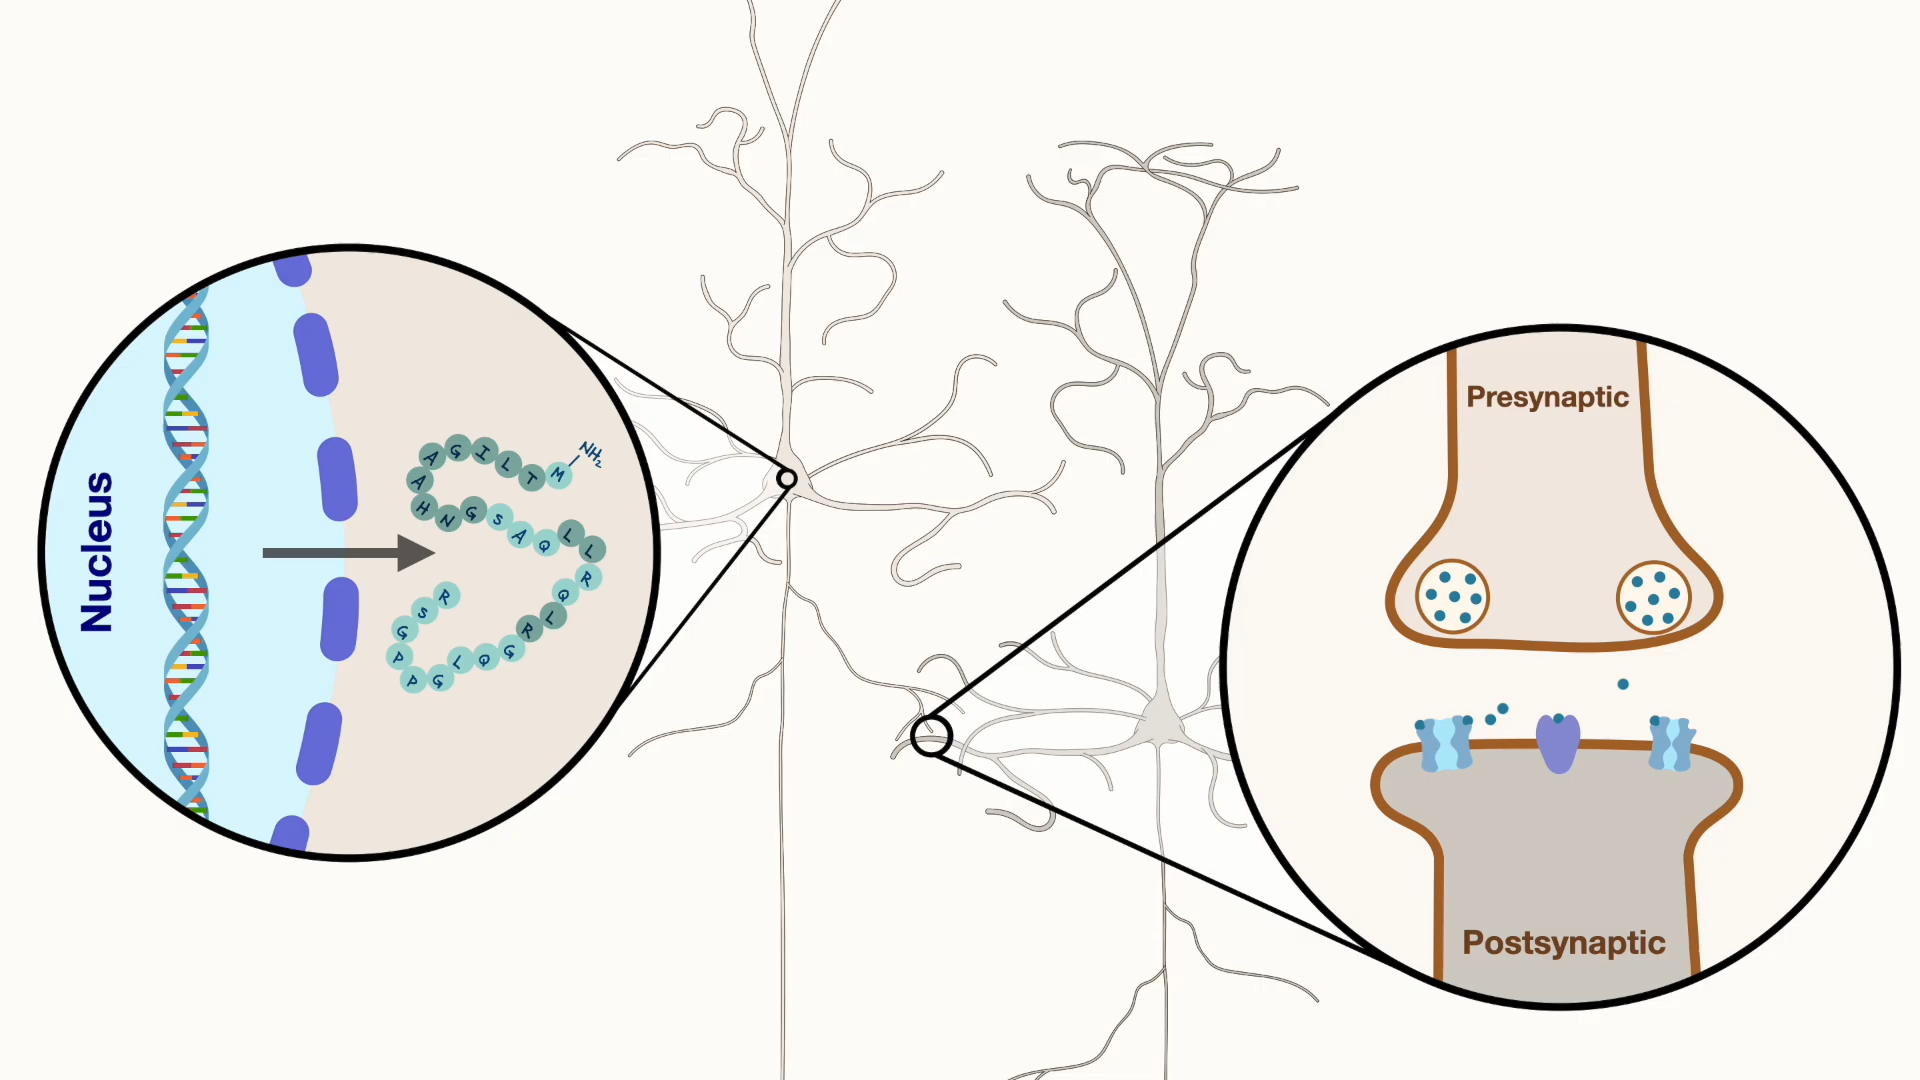 Nucleus
NH₂
M T L I G A A H N G S A Q L L R Q L R G Q L G P P G S R
Presynaptic
Postsynaptic